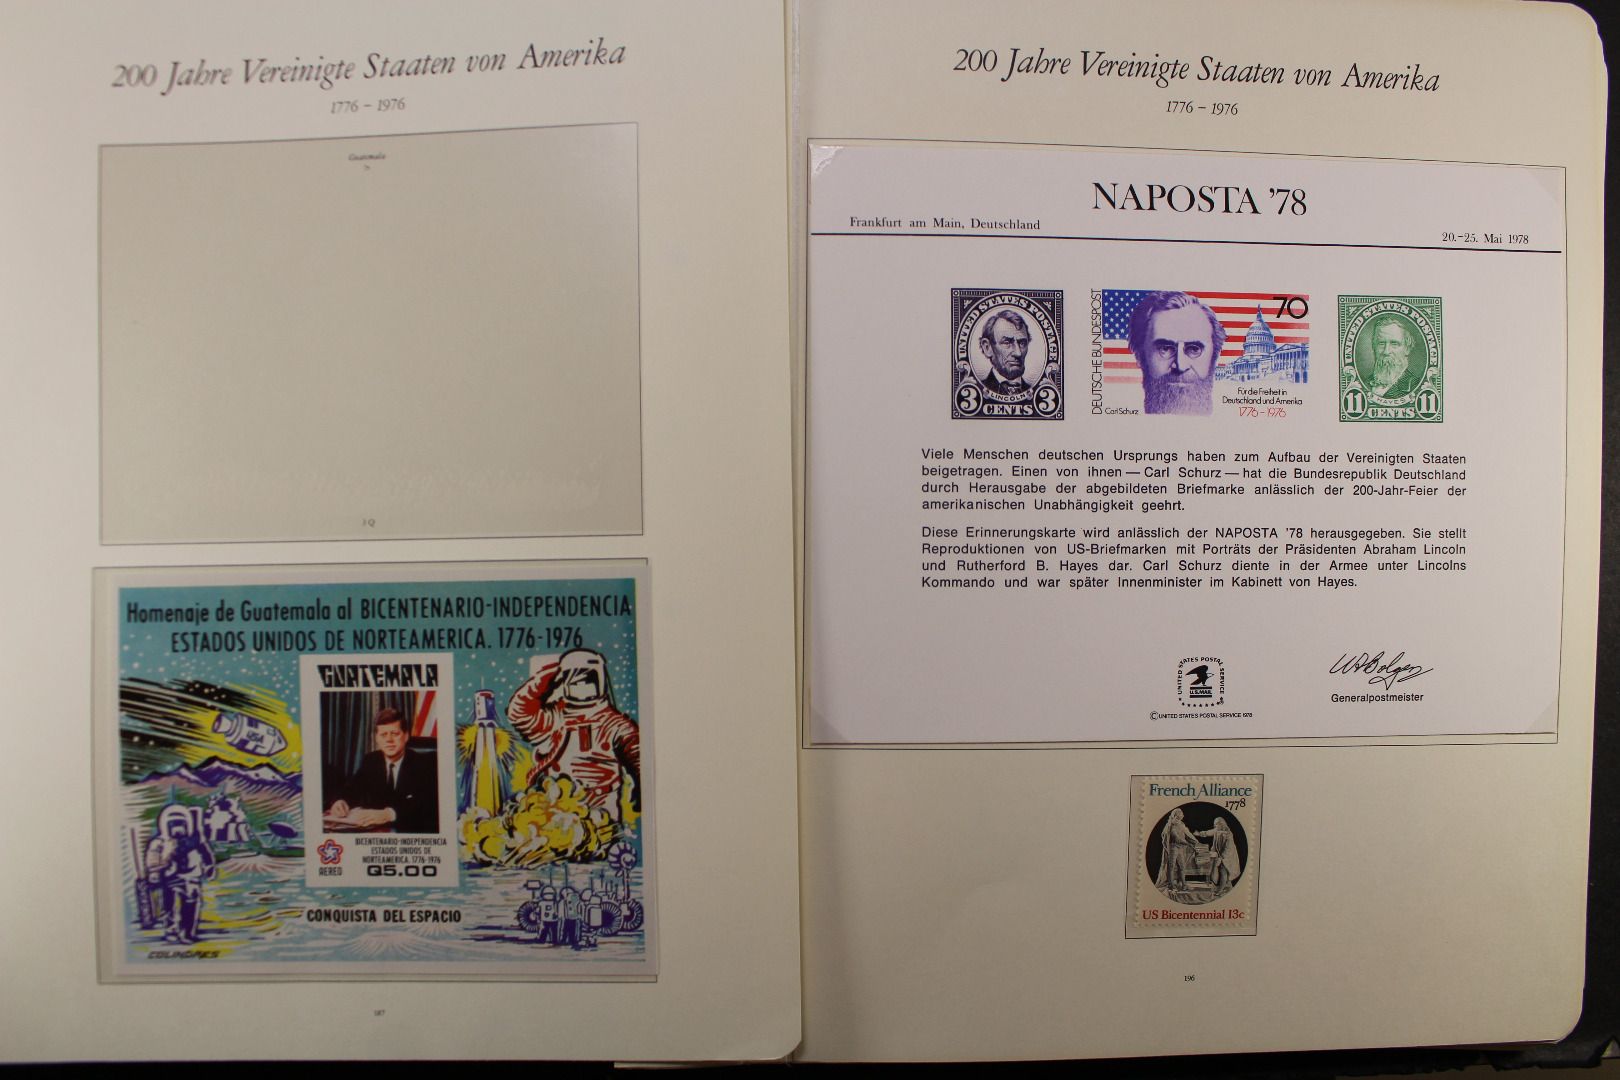 200 Jahre Vereinigte Staaten von Amerika
1776 – 1976
Guatemala
3 Q
Homenaje de Guatemala al BICENTENARIO-INDEPENDENCIA
ESTADOS UNIDOS DE NORTEAMERICA. 1776-1976
GUATEMALA
USA
BICENTENARIO-INDEPENDENCIA
ESTADOS UNIDOS DE
NORTEAMERICA. 1776-1976
AEREO
Q5.00
CONQUISTA DEL ESPACIO
COLINDRES
187
200 Jahre Vereinigte Staaten von Amerika
1776 – 1976
NAPOSTA '78
Frankfurt am Main, Deutschland
20.–25. Mai 1978
UNITED STATES POSTAGE
LINCOLN
3 CENTS 3
DEUTSCHE BUNDESPOST
70
Carl Schurz
Für die Freiheit in
Deutschland und Amerika
1776-1976
UNITED STATES POSTAGE
HAYES
11 CENTS 11
Viele Menschen deutschen Ursprungs haben zum Aufbau der Vereinigten Staaten
beigetragen. Einen von ihnen — Carl Schurz — hat die Bundesrepublik Deutschland
durch Herausgabe der abgebildeten Briefmarke anlässlich der 200-Jahr-Feier der
amerikanischen Unabhängigkeit geehrt.
Diese Erinnerungskarte wird anlässlich der NAPOSTA '78 herausgegeben. Sie stellt
Reproduktionen von US-Briefmarken mit Porträts der Präsidenten Abraham Lincoln
und Rutherford B. Hayes dar. Carl Schurz diente in der Armee unter Lincolns
Kommando und war später Innenminister im Kabinett von Hayes.
UNITED STATES POSTAL SERVICE
U.S.MAIL
© UNITED STATES POSTAL SERVICE 1978
Generalpostmeister
French Alliance
1778
US Bicentennial 13c
196